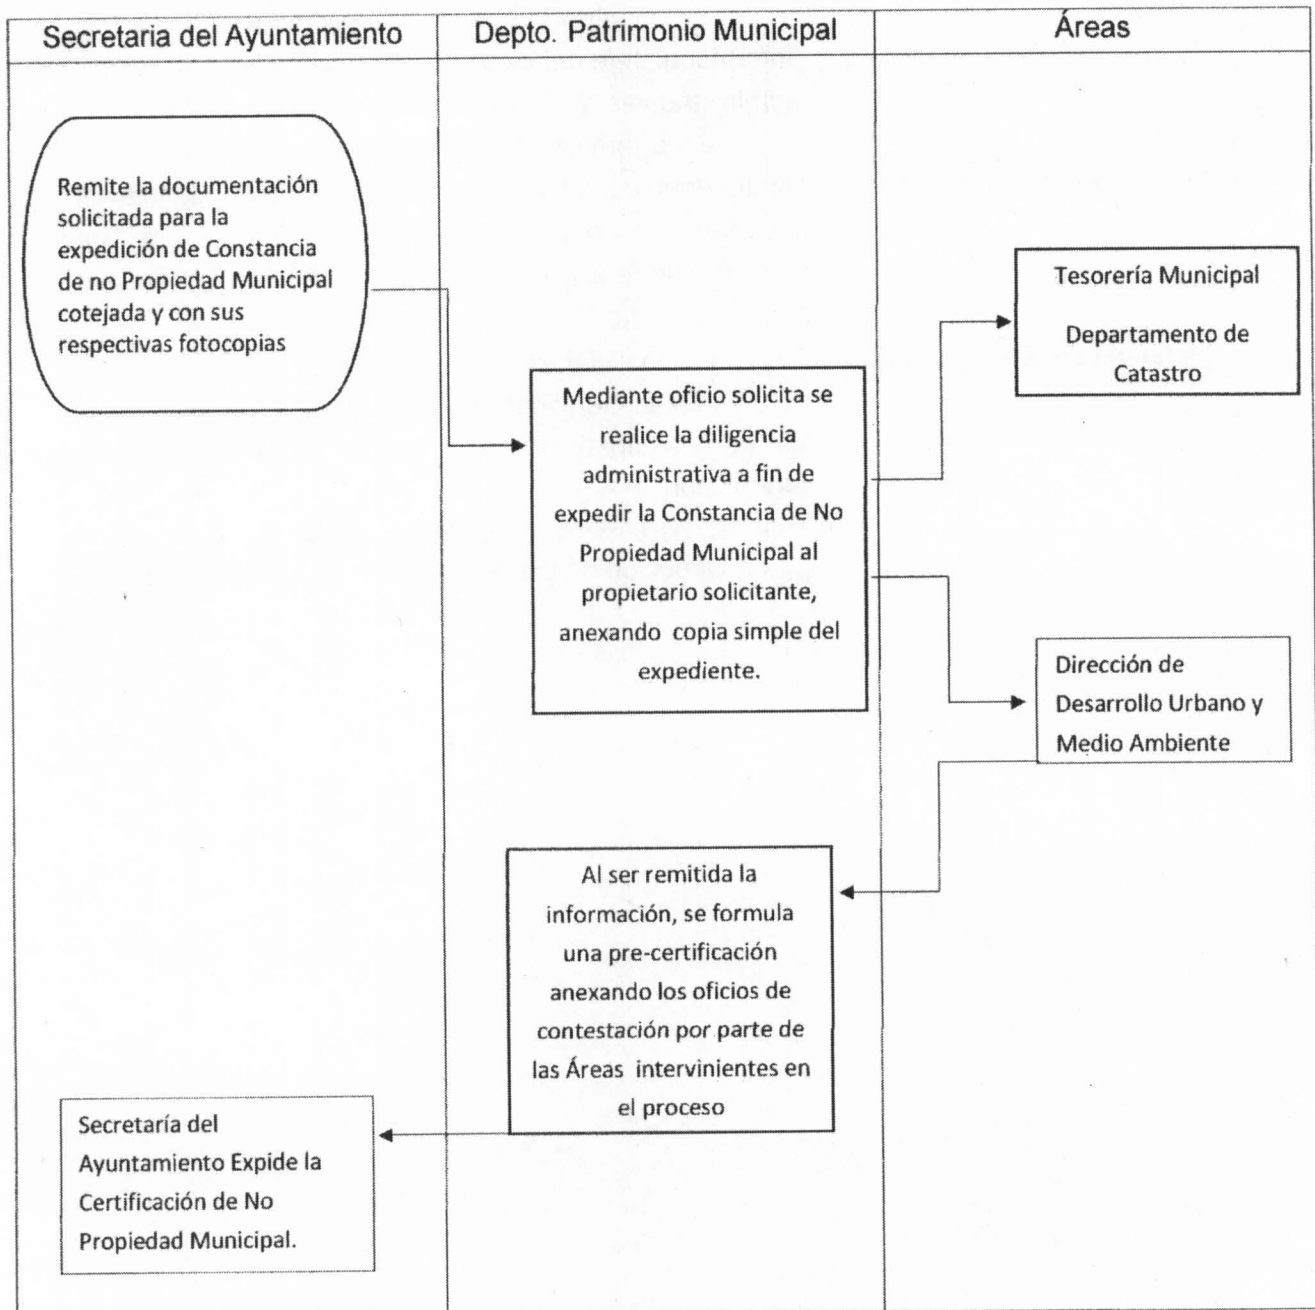 Secretaria del Ayuntamiento
Depto. Patrimonio Municipal
Áreas
Remite la documentación
solicitada para la
expedición de Constancia
de no Propiedad Municipal
cotejada y con sus
respectivas fotocopias
Mediante oficio solicita se
realice la diligencia
administrativa a fin de
expedir la Constancia de No
Propiedad Municipal al
propietario solicitante,
anexando copia simple del
expediente.
Tesorería Municipal
Departamento de
Catastro
Dirección de
Desarrollo Urbano y
Medio Ambiente
Al ser remitida la
información, se formula
una pre-certificación
anexando los oficios de
contestación por parte de
las Áreas intervinientes en
el proceso
Secretaría del
Ayuntamiento Expide la
Certificación de No
Propiedad Municipal.